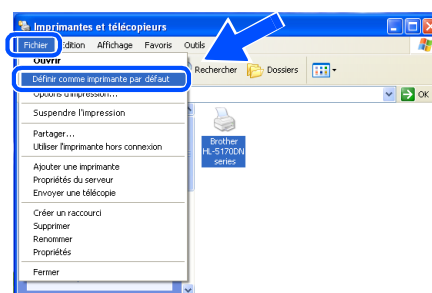 Imprimantes et télécopieurs
Fichier Edition Affichage Favoris Outils
Ouvrir
Rechercher Dossiers
Définir comme imprimante par défaut
Options d'impression...
OK
Suspendre l'impression
Partager...
Utiliser l'imprimante hors connexion
Brother
HL-5170DN
series
Ajouter une imprimante
Propriétés du serveur
Envoyer une télécopie
Créer un raccourci
Supprimer
Renommer
Propriétés
Fermer